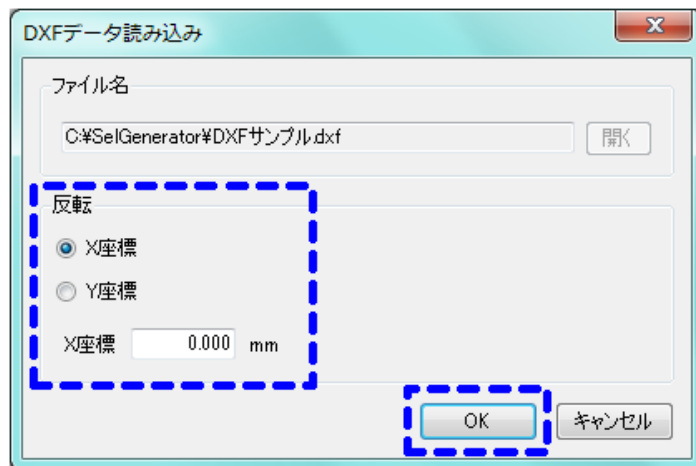 DXFデータ読み込み
ファイル名
C:¥SelGenerator¥DXFサンプル.dxf 開く
反転
X座標
Y座標
X座標 0.000 mm
OK キャンセル